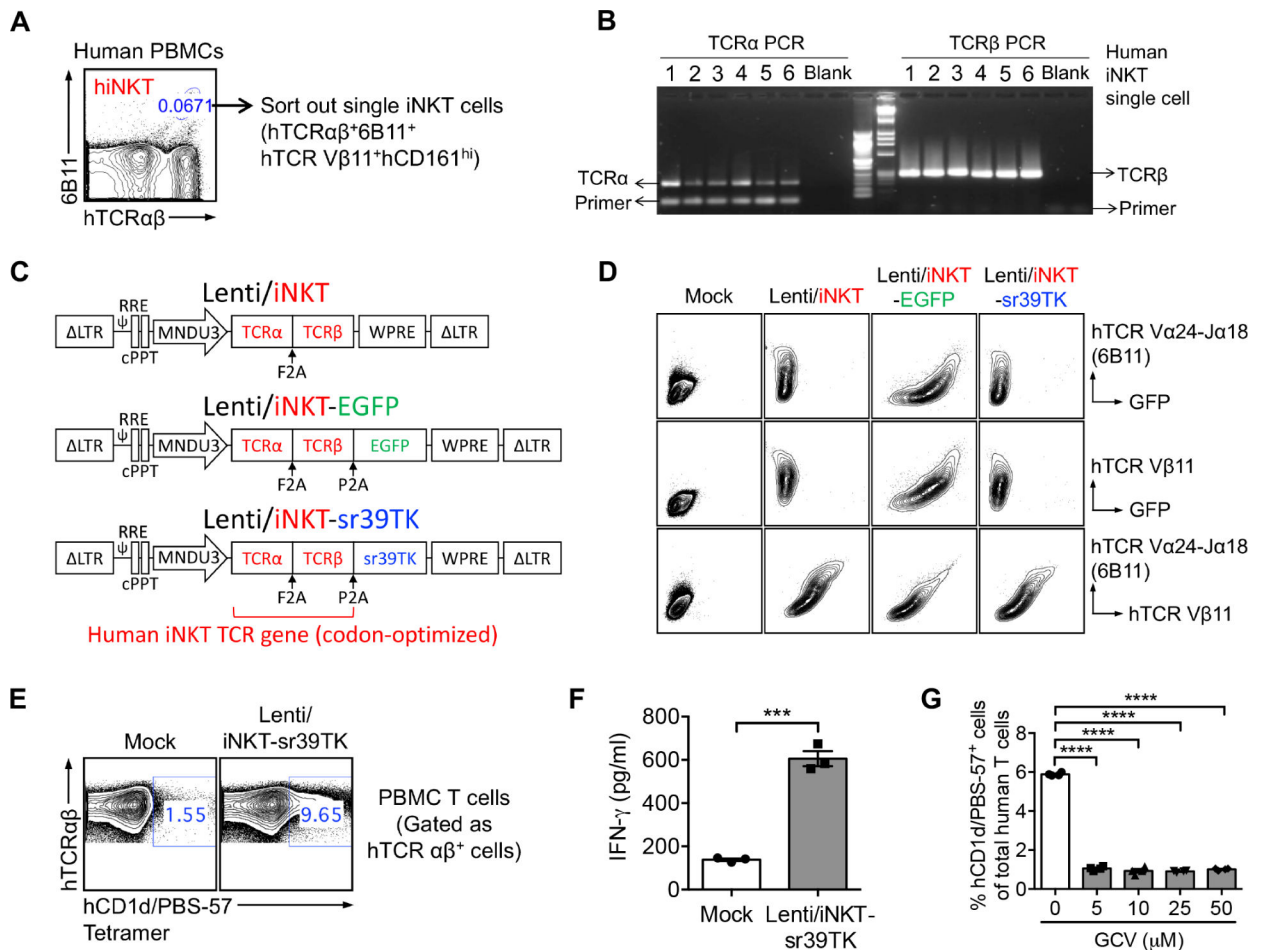 A
Human PBMCs
hiNKT
0.0671
Sort out single iNKT cells
(hTCRαβ⁺6B11⁺
hTCR Vβ11⁺hCD161ʰⁱ)
6B11
hTCRαβ
B
TCRα PCR
TCRβ PCR
Human
iNKT
single cell
1 2 3 4 5 6 Blank
1 2 3 4 5 6 Blank
TCRα
Primer
TCRβ
Primer
C
Lenti/iNKT
RRE
ΔLTR ψ MNDU3 TCRα TCRβ WPRE ΔLTR
cPPT
F2A
Lenti/iNKT-EGFP
RRE
ΔLTR ψ MNDU3 TCRα TCRβ EGFP WPRE ΔLTR
cPPT
F2A P2A
Lenti/iNKT-sr39TK
RRE
ΔLTR ψ MNDU3 TCRα TCRβ sr39TK WPRE ΔLTR
cPPT
F2A P2A
Human iNKT TCR gene (codon-optimized)
D
Mock
Lenti/iNKT
Lenti/iNKT
-EGFP
Lenti/iNKT
-sr39TK
hTCR Vα24-Jα18
(6B11)
GFP
hTCR Vβ11
GFP
hTCR Vα24-Jα18
(6B11)
hTCR Vβ11
E
Mock
Lenti/
iNKT-sr39TK
hTCRαβ
1.55
9.65
PBMC T cells
(Gated as
hTCR αβ⁺ cells)
hCD1d/PBS-57
Tetramer
F
IFN-γ (pg/ml)
800
600
400
200
0
***
Mock
Lenti/iNKT-
sr39TK
G
% hCD1d/PBS-57⁺ cells
of total human T cells
8
6
4
2
0
****
****
****
****
0 5 10 25 50
GCV (μM)